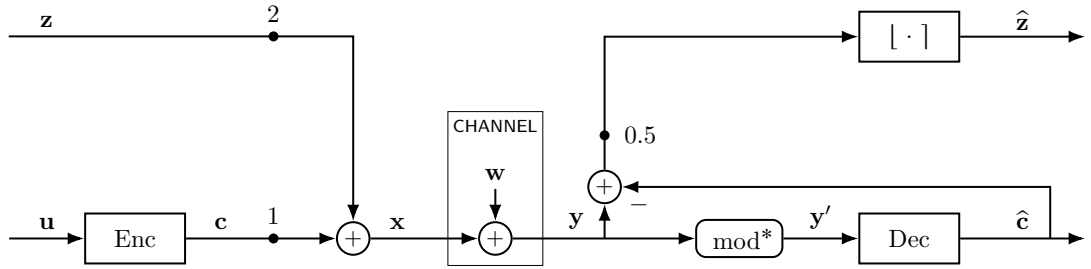 z
2
⌊ · ⌉
ẑ
CHANNEL
0.5
w
+
−
u
Enc
c
1
+
x
+
y
mod*
y′
Dec
ĉ